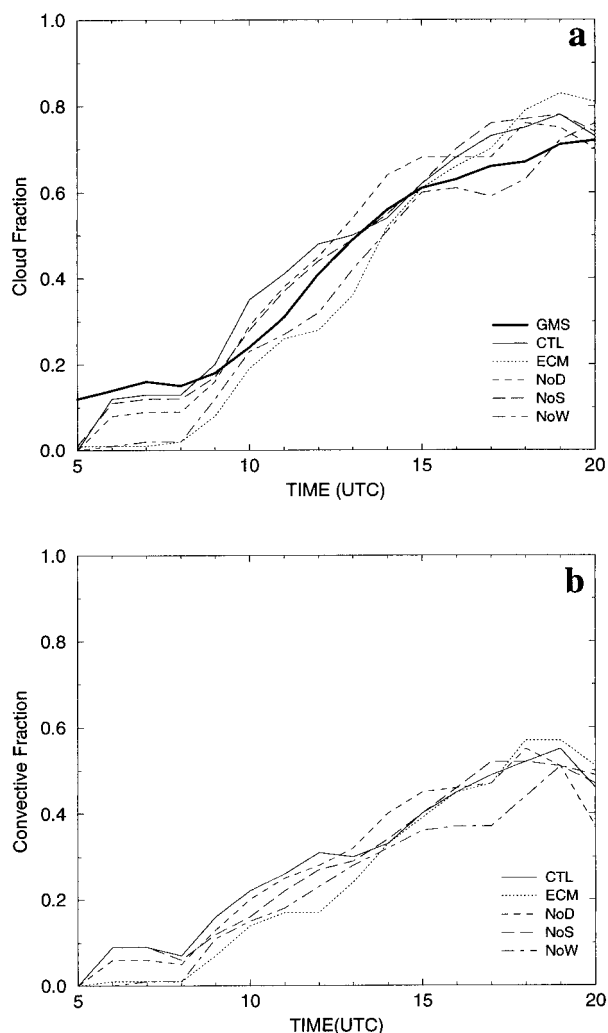 a
1.0
0.8
0.6
0.4
0.2
0.0
Cloud Fraction
GMS
CTL
ECM
NoD
NoS
NoW
5
10
15
20
TIME (UTC)
b
1.0
0.8
0.6
0.4
0.2
0.0
Convective Fraction
CTL
ECM
NoD
NoS
NoW
5
10
15
20
TIME(UTC)